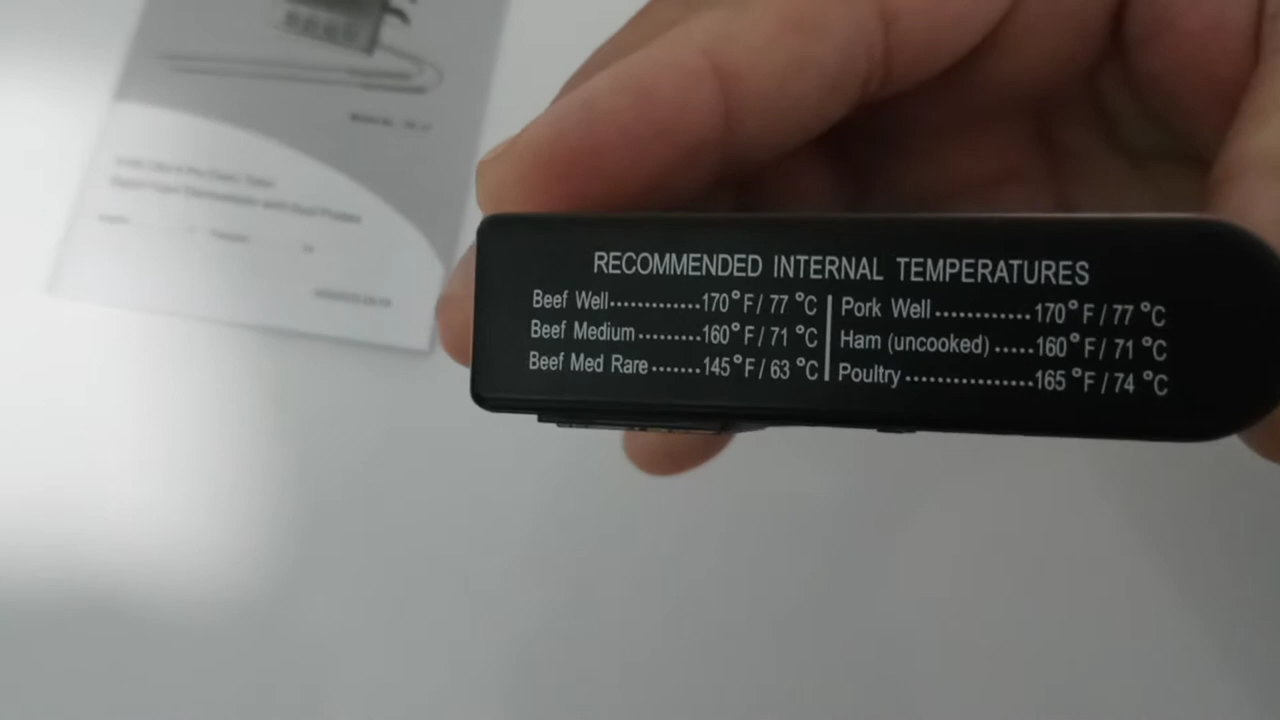 RECOMMENDED INTERNAL TEMPERATURES
Beef Well.............170°F / 77 °C
Beef Medium.........160°F / 71 °C
Beef Med Rare.......145°F / 63 °C
Pork Well............170°F / 77 °C
Ham (uncooked).....160°F / 71 °C
Poultry................165 °F / 74 °C